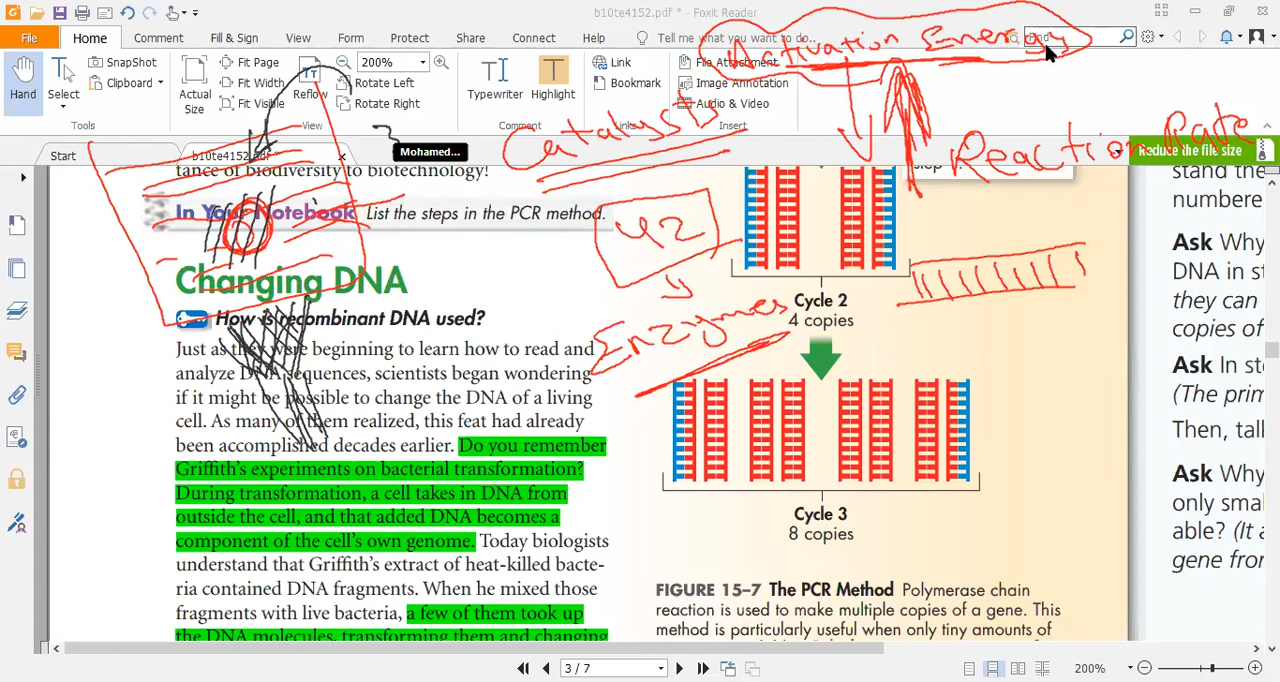 b10te4152.pdf * - Foxit Reader
File Home Comment Fill & Sign View Form Protect Share Connect Help Tell me what you want to do.. Find
Hand Select SnapShot Clipboard Actual Size Fit Page Fit Width Fit Visible Reflow 200% Rotate Left Rotate Right Typewriter Highlight Link Bookmark File Attachment Image Annotation Audio & Video
Tools View Comment Links Insert
Activation Energy
Catalysts
Reaction Rate
Start b10te4152.pdf Mohamed... Reduce the file size
tance of biodiversity to biotechnology!
In Your Notebook List the steps in the PCR method.
Changing DNA
How is recombinant DNA used?
Just as they were beginning to learn how to read and
analyze DNA sequences, scientists began wondering
if it might be possible to change the DNA of a living
cell. As many of them realized, this feat had already
been accomplished decades earlier. Do you remember
Griffith's experiments on bacterial transformation?
During transformation, a cell takes in DNA from
outside the cell, and that added DNA becomes a
component of the cell's own genome. Today biologists
understand that Griffith's extract of heat-killed bacte-
ria contained DNA fragments. When he mixed those
fragments with live bacteria, a few of them took up
the DNA molecules, transforming them and changing
42
Enzymes
step
Cycle 2
4 copies
Cycle 3
8 copies
FIGURE 15–7 The PCR Method Polymerase chain
reaction is used to make multiple copies of a gene. This
method is particularly useful when only tiny amounts of
stand the
numbere
Ask Why
DNA in st
they can
copies of
Ask In ste
(The prim
Then, talk
Ask Why
only smal
able? (It a
gene from
3 / 7
200%